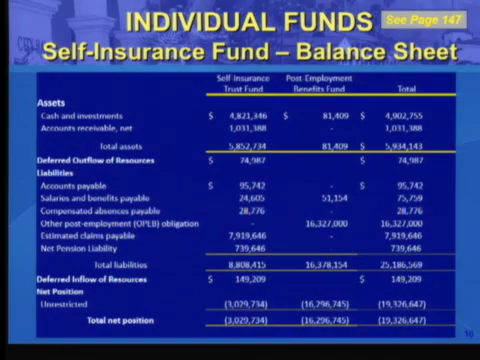 INDIVIDUAL FUNDS
See Page 147
Self-Insurance Fund – Balance Sheet
Self-Insurance Trust Fund Post-Employment Benefits Fund Total
Assets
Cash and investments $ 4,821,346 $ 81,409 $ 4,902,755
Accounts receivable, net 1,031,388 - 1,031,388
Total assets 5,852,734 81,409 $ 5,934,143
Deferred Outflow of Resources $ 74,987 $ 74,987
Liabilities
Accounts payable $ 95,742 - $ 95,742
Salaries and benefits payable 24,605 51,154 75,759
Compensated absences payable 28,776 - 28,776
Other post-employment (OPEB) obligation - 16,327,000 16,327,000
Estimated claims payable 7,919,646 - 7,919,646
Net Pension Liability 739,646 739,646
Total liabilities 8,808,415 16,378,154 25,186,569
Deferred Inflow of Resources $ 149,209 $ 149,209
Net Position
Unrestricted (3,029,734) (16,296,745) (19,326,647)
Total net position (3,029,734) (16,296,745) (19,326,647)
16